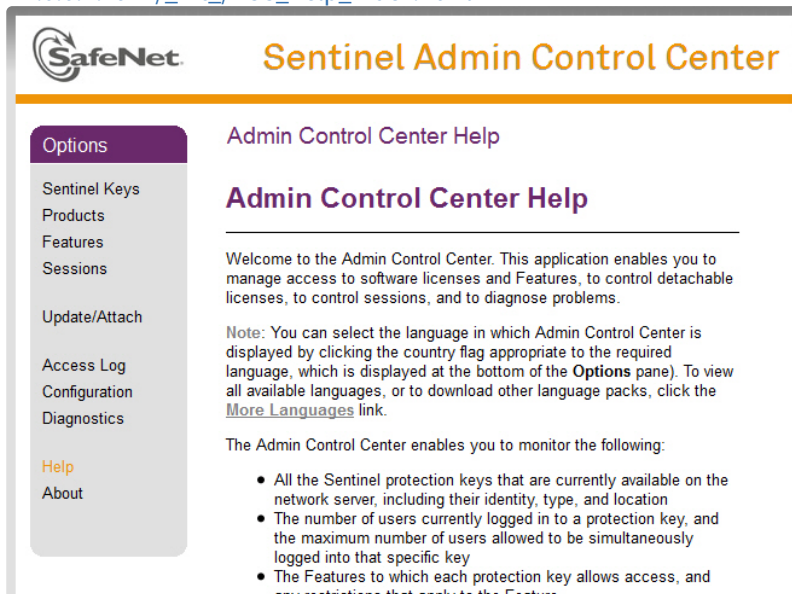 SafeNet.
Sentinel Admin Control Center
Options
Sentinel Keys
Products
Features
Sessions
Update/Attach
Access Log
Configuration
Diagnostics
Help
About
Admin Control Center Help
Admin Control Center Help
Welcome to the Admin Control Center. This application enables you to
manage access to software licenses and Features, to control detachable
licenses, to control sessions, and to diagnose problems.
Note: You can select the language in which Admin Control Center is
displayed by clicking the country flag appropriate to the required
language, which is displayed at the bottom of the Options pane). To view
all available languages, or to download other language packs, click the
More Languages link.
The Admin Control Center enables you to monitor the following:
● All the Sentinel protection keys that are currently available on the
network server, including their identity, type, and location
● The number of users currently logged in to a protection key, and
the maximum number of users allowed to be simultaneously
logged into that specific key
● The Features to which each protection key allows access, and
any restrictions that apply to the Feature